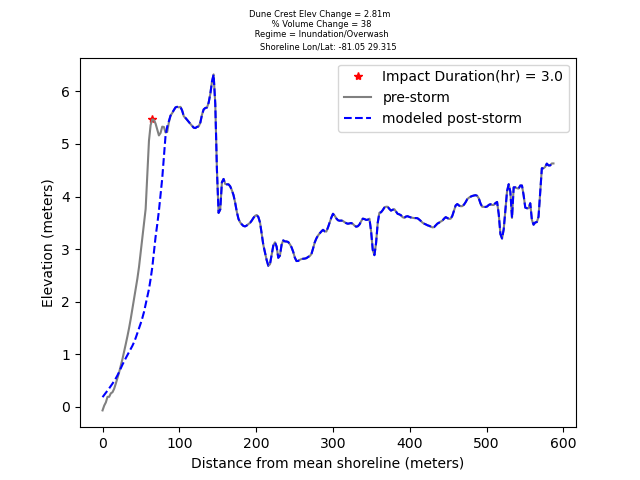 Dune Crest Elev Change = 2.81m
% Volume Change = 38
Regime = Inundation/Overwash
Shoreline Lon/Lat: -81.05 29.315
Impact Duration(hr) = 3.0
pre-storm
modeled post-storm
6
5
4
3
2
1
0
Elevation (meters)
0 100 200 300 400 500 600
Distance from mean shoreline (meters)